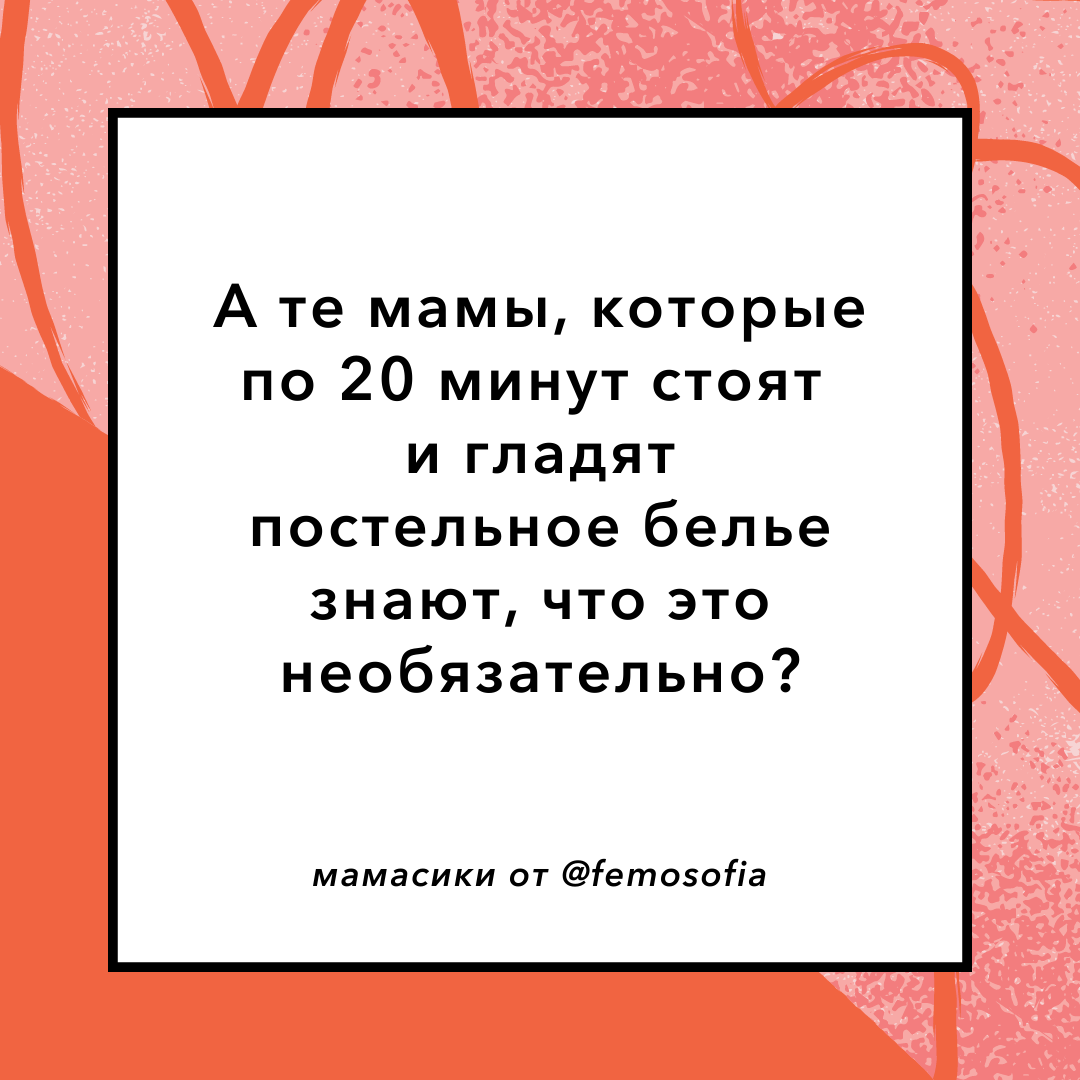 А те мамы, которые
по 20 минут стоят
и гладят
постельное белье
знают, что это
необязательно?
мамасики от @femosofia